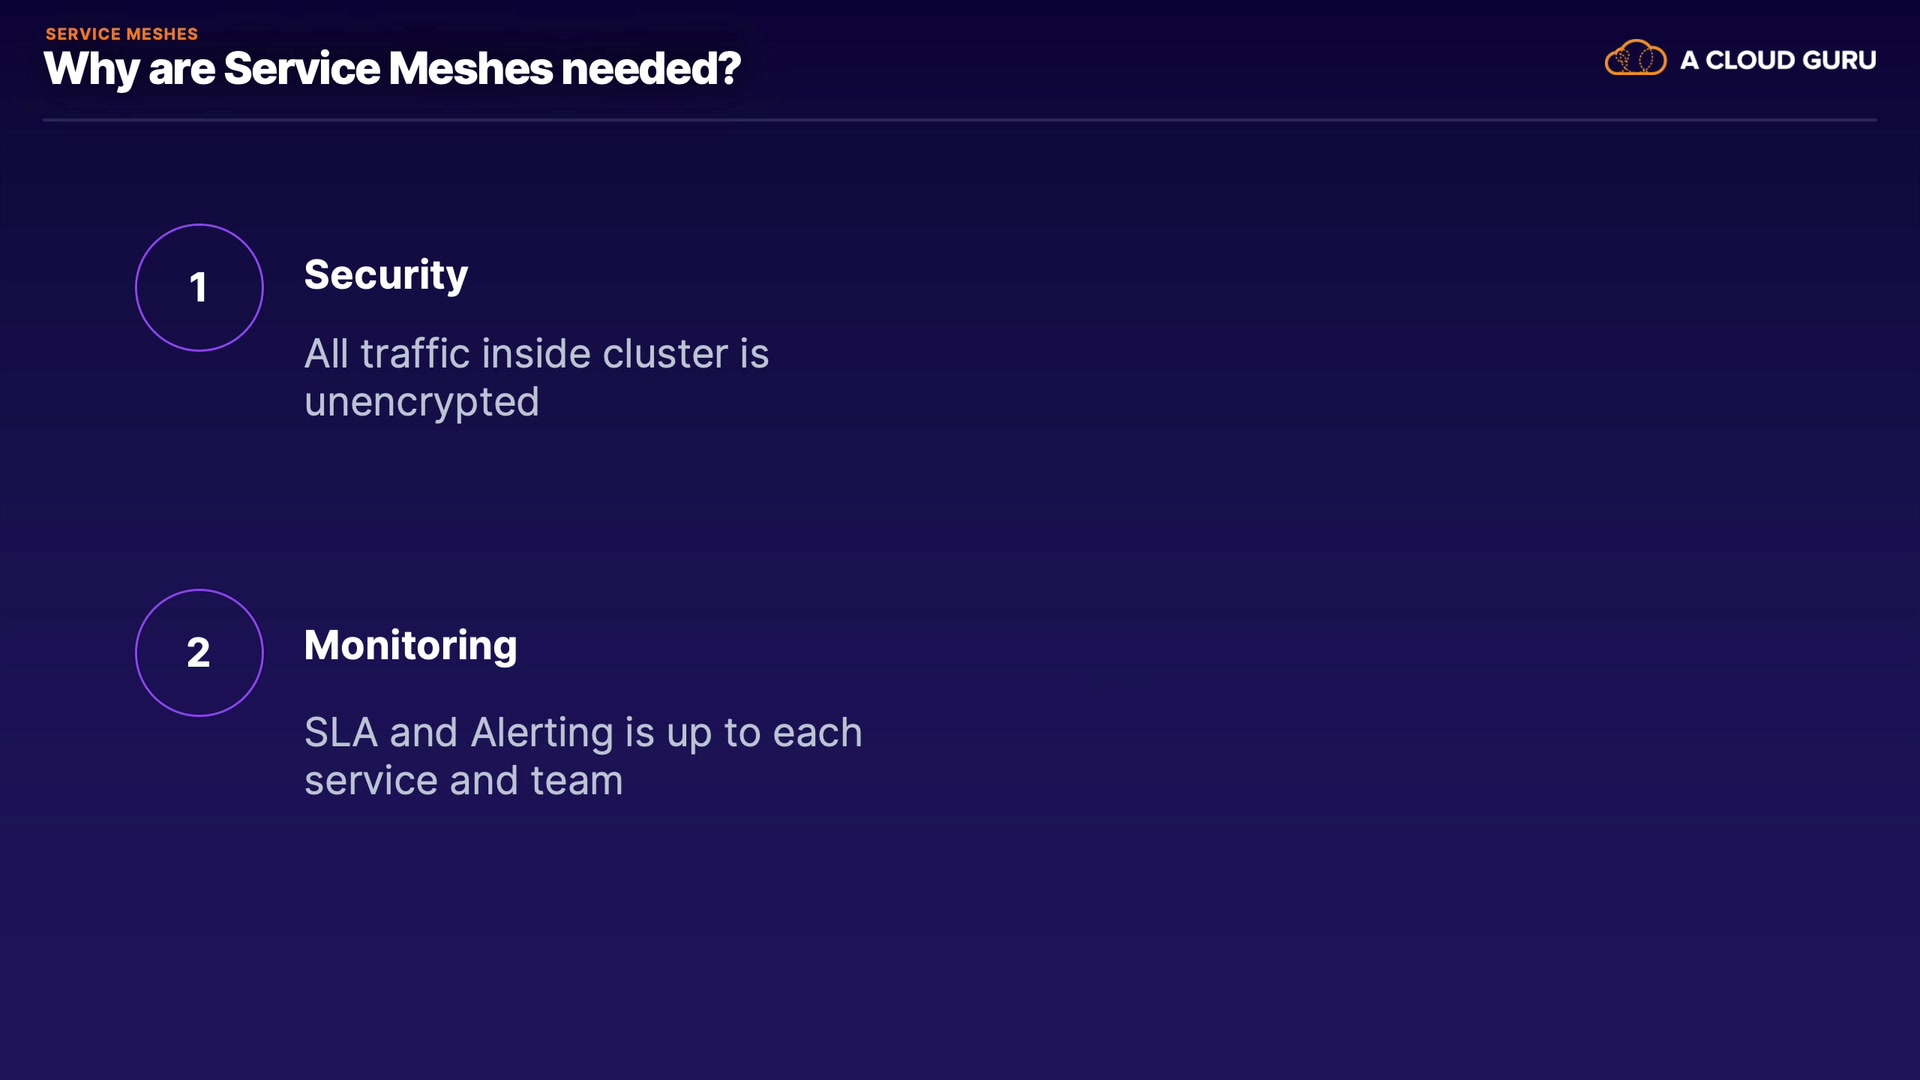 SERVICE MESHES
Why are Service Meshes needed?
A CLOUD GURU
1
Security
All traffic inside cluster is
unencrypted
2
Monitoring
SLA and Alerting is up to each
service and team